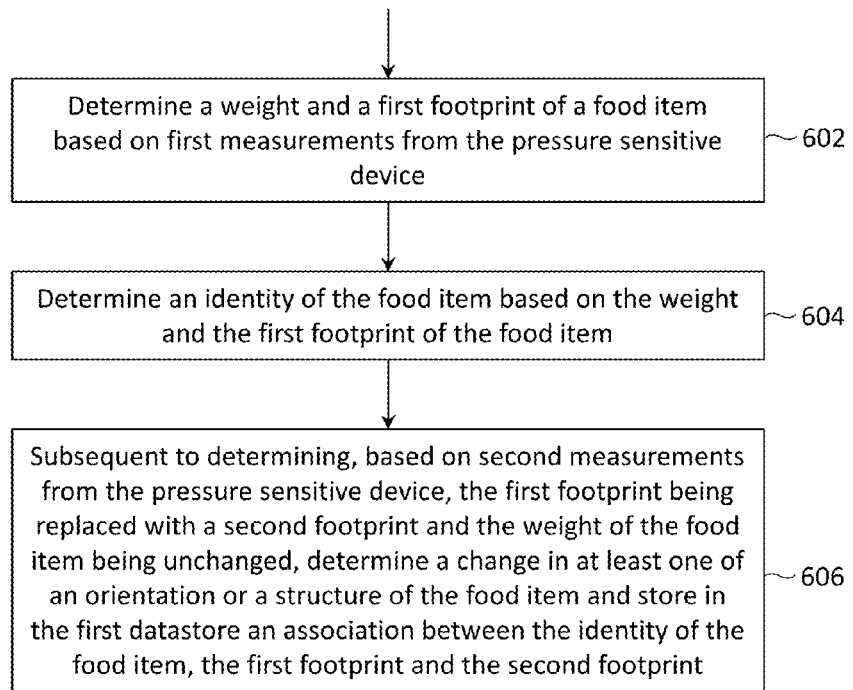 Determine a weight and a first footprint of a food item
based on first measurements from the pressure sensitive
device
602
Determine an identity of the food item based on the weight
and the first footprint of the food item
604
Subsequent to determining, based on second measurements
from the pressure sensitive device, the first footprint being
replaced with a second footprint and the weight of the food
item being unchanged, determine a change in at least one of
an orientation or a structure of the food item and store in
the first datastore an association between the identity of the
food item, the first footprint and the second footprint
606